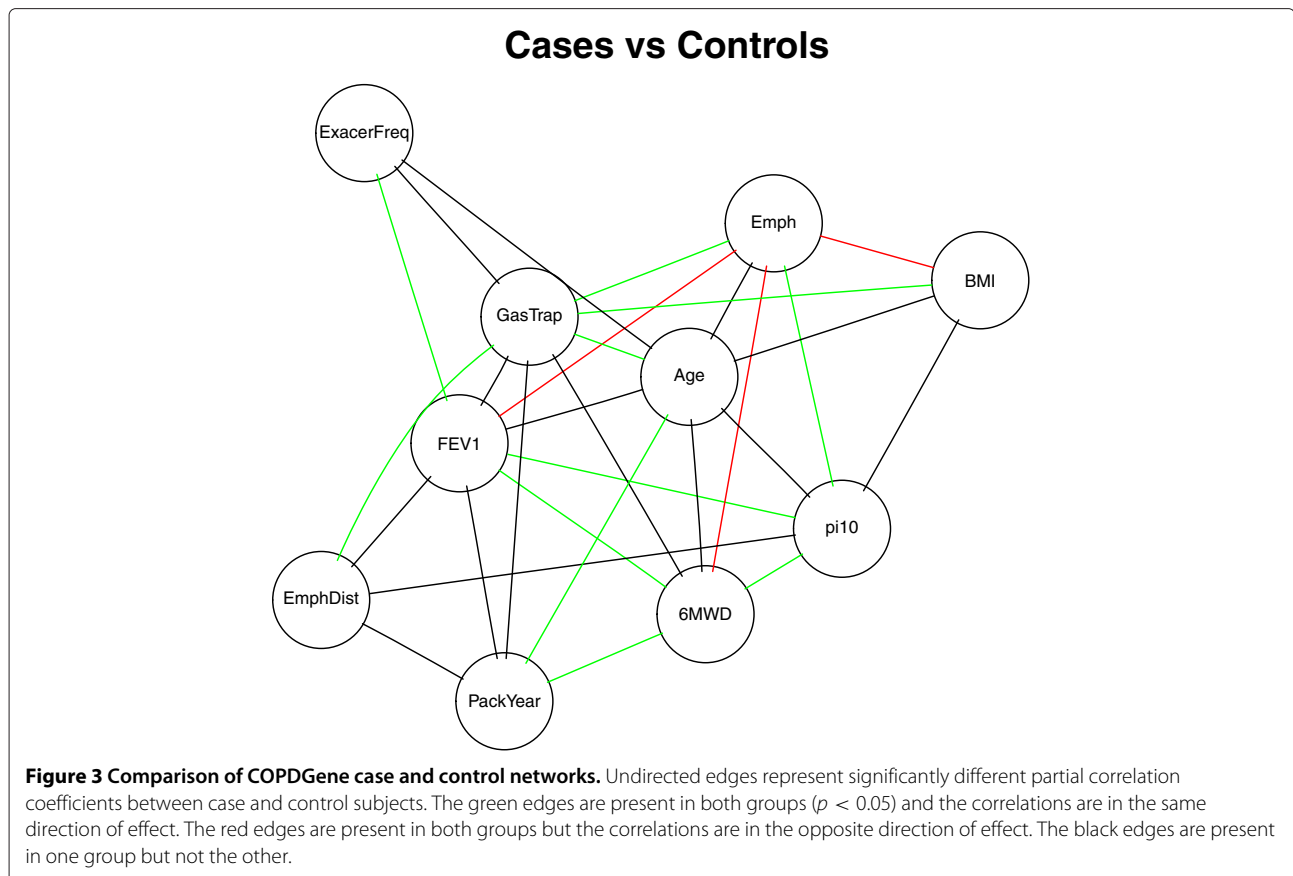 Cases vs Controls
ExacerFreq
Emph
BMI
GasTrap
Age
FEV1
pi10
EmphDist
6MWD
PackYear
Figure 3 Comparison of COPDGene case and control networks. Undirected edges represent significantly different partial correlation
coefficients between case and control subjects. The green edges are present in both groups (p < 0.05) and the correlations are in the same
direction of effect. The red edges are present in both groups but the correlations are in the opposite direction of effect. The black edges are present
in one group but not the other.